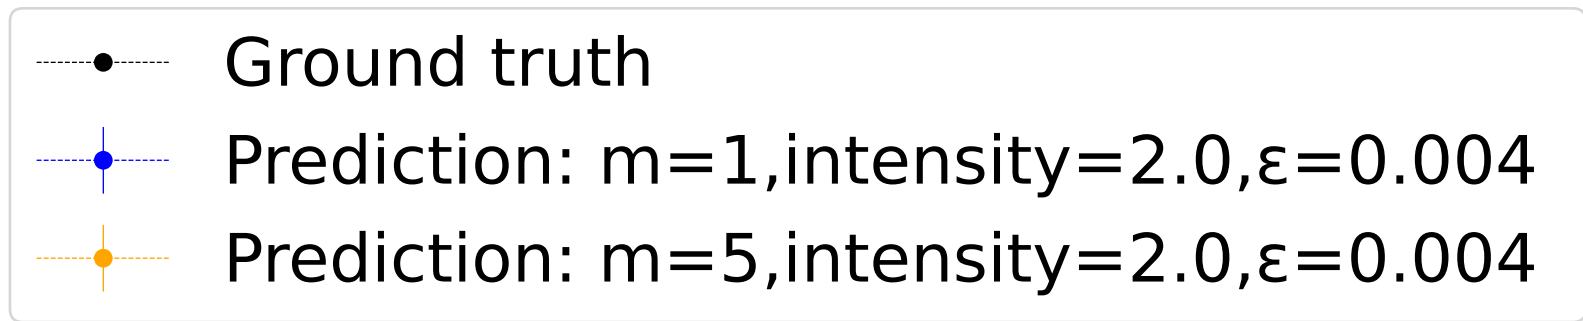 Ground truth
Prediction: m=1,intensity=2.0,ε=0.004
Prediction: m=5,intensity=2.0,ε=0.004